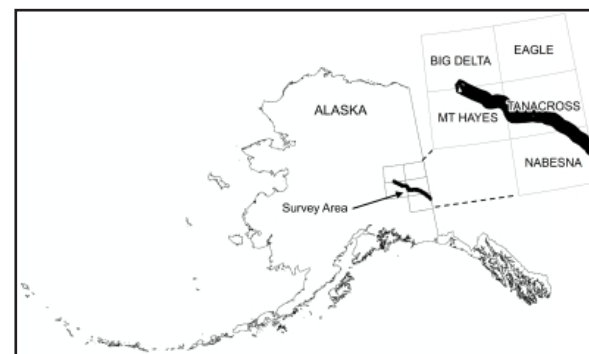 BIG DELTA
EAGLE
ALASKA
MT HAYES
TANACROSS
NABESNA
Survey Area